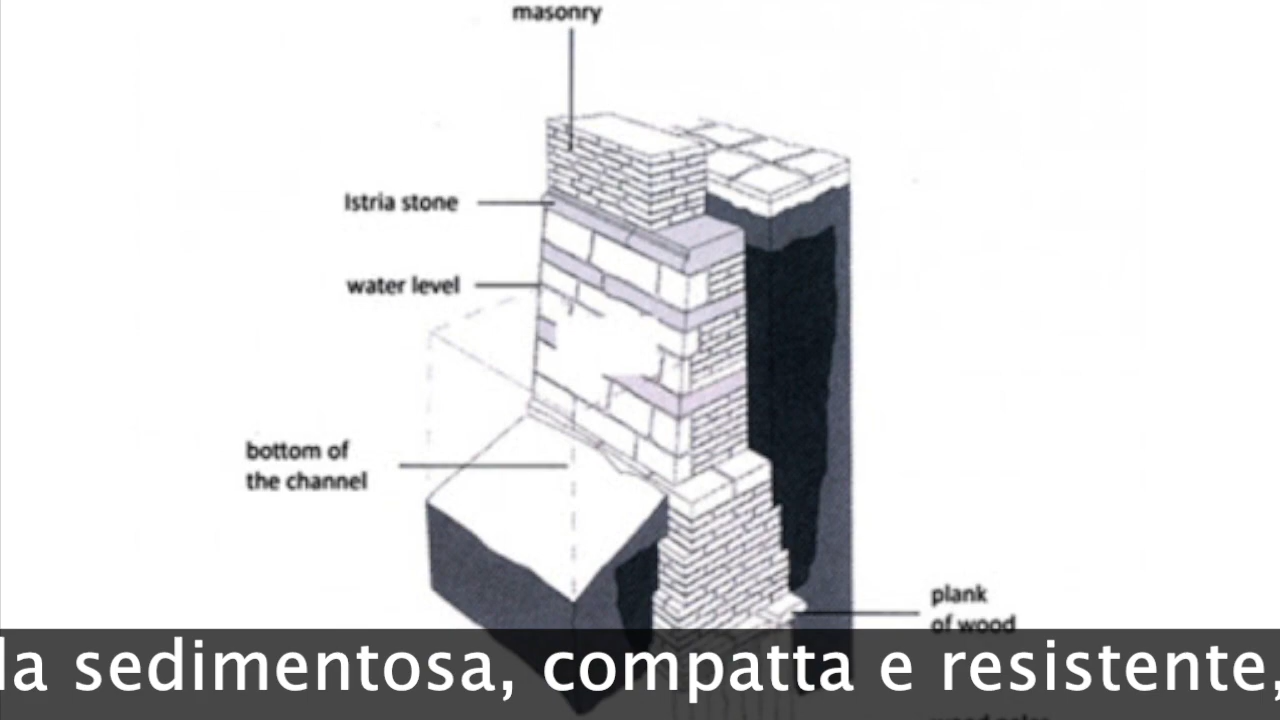 masonry
Istria stone
water level
bottom of
the channel
plank
of wood
la sedimentosa, compatta e resistente,